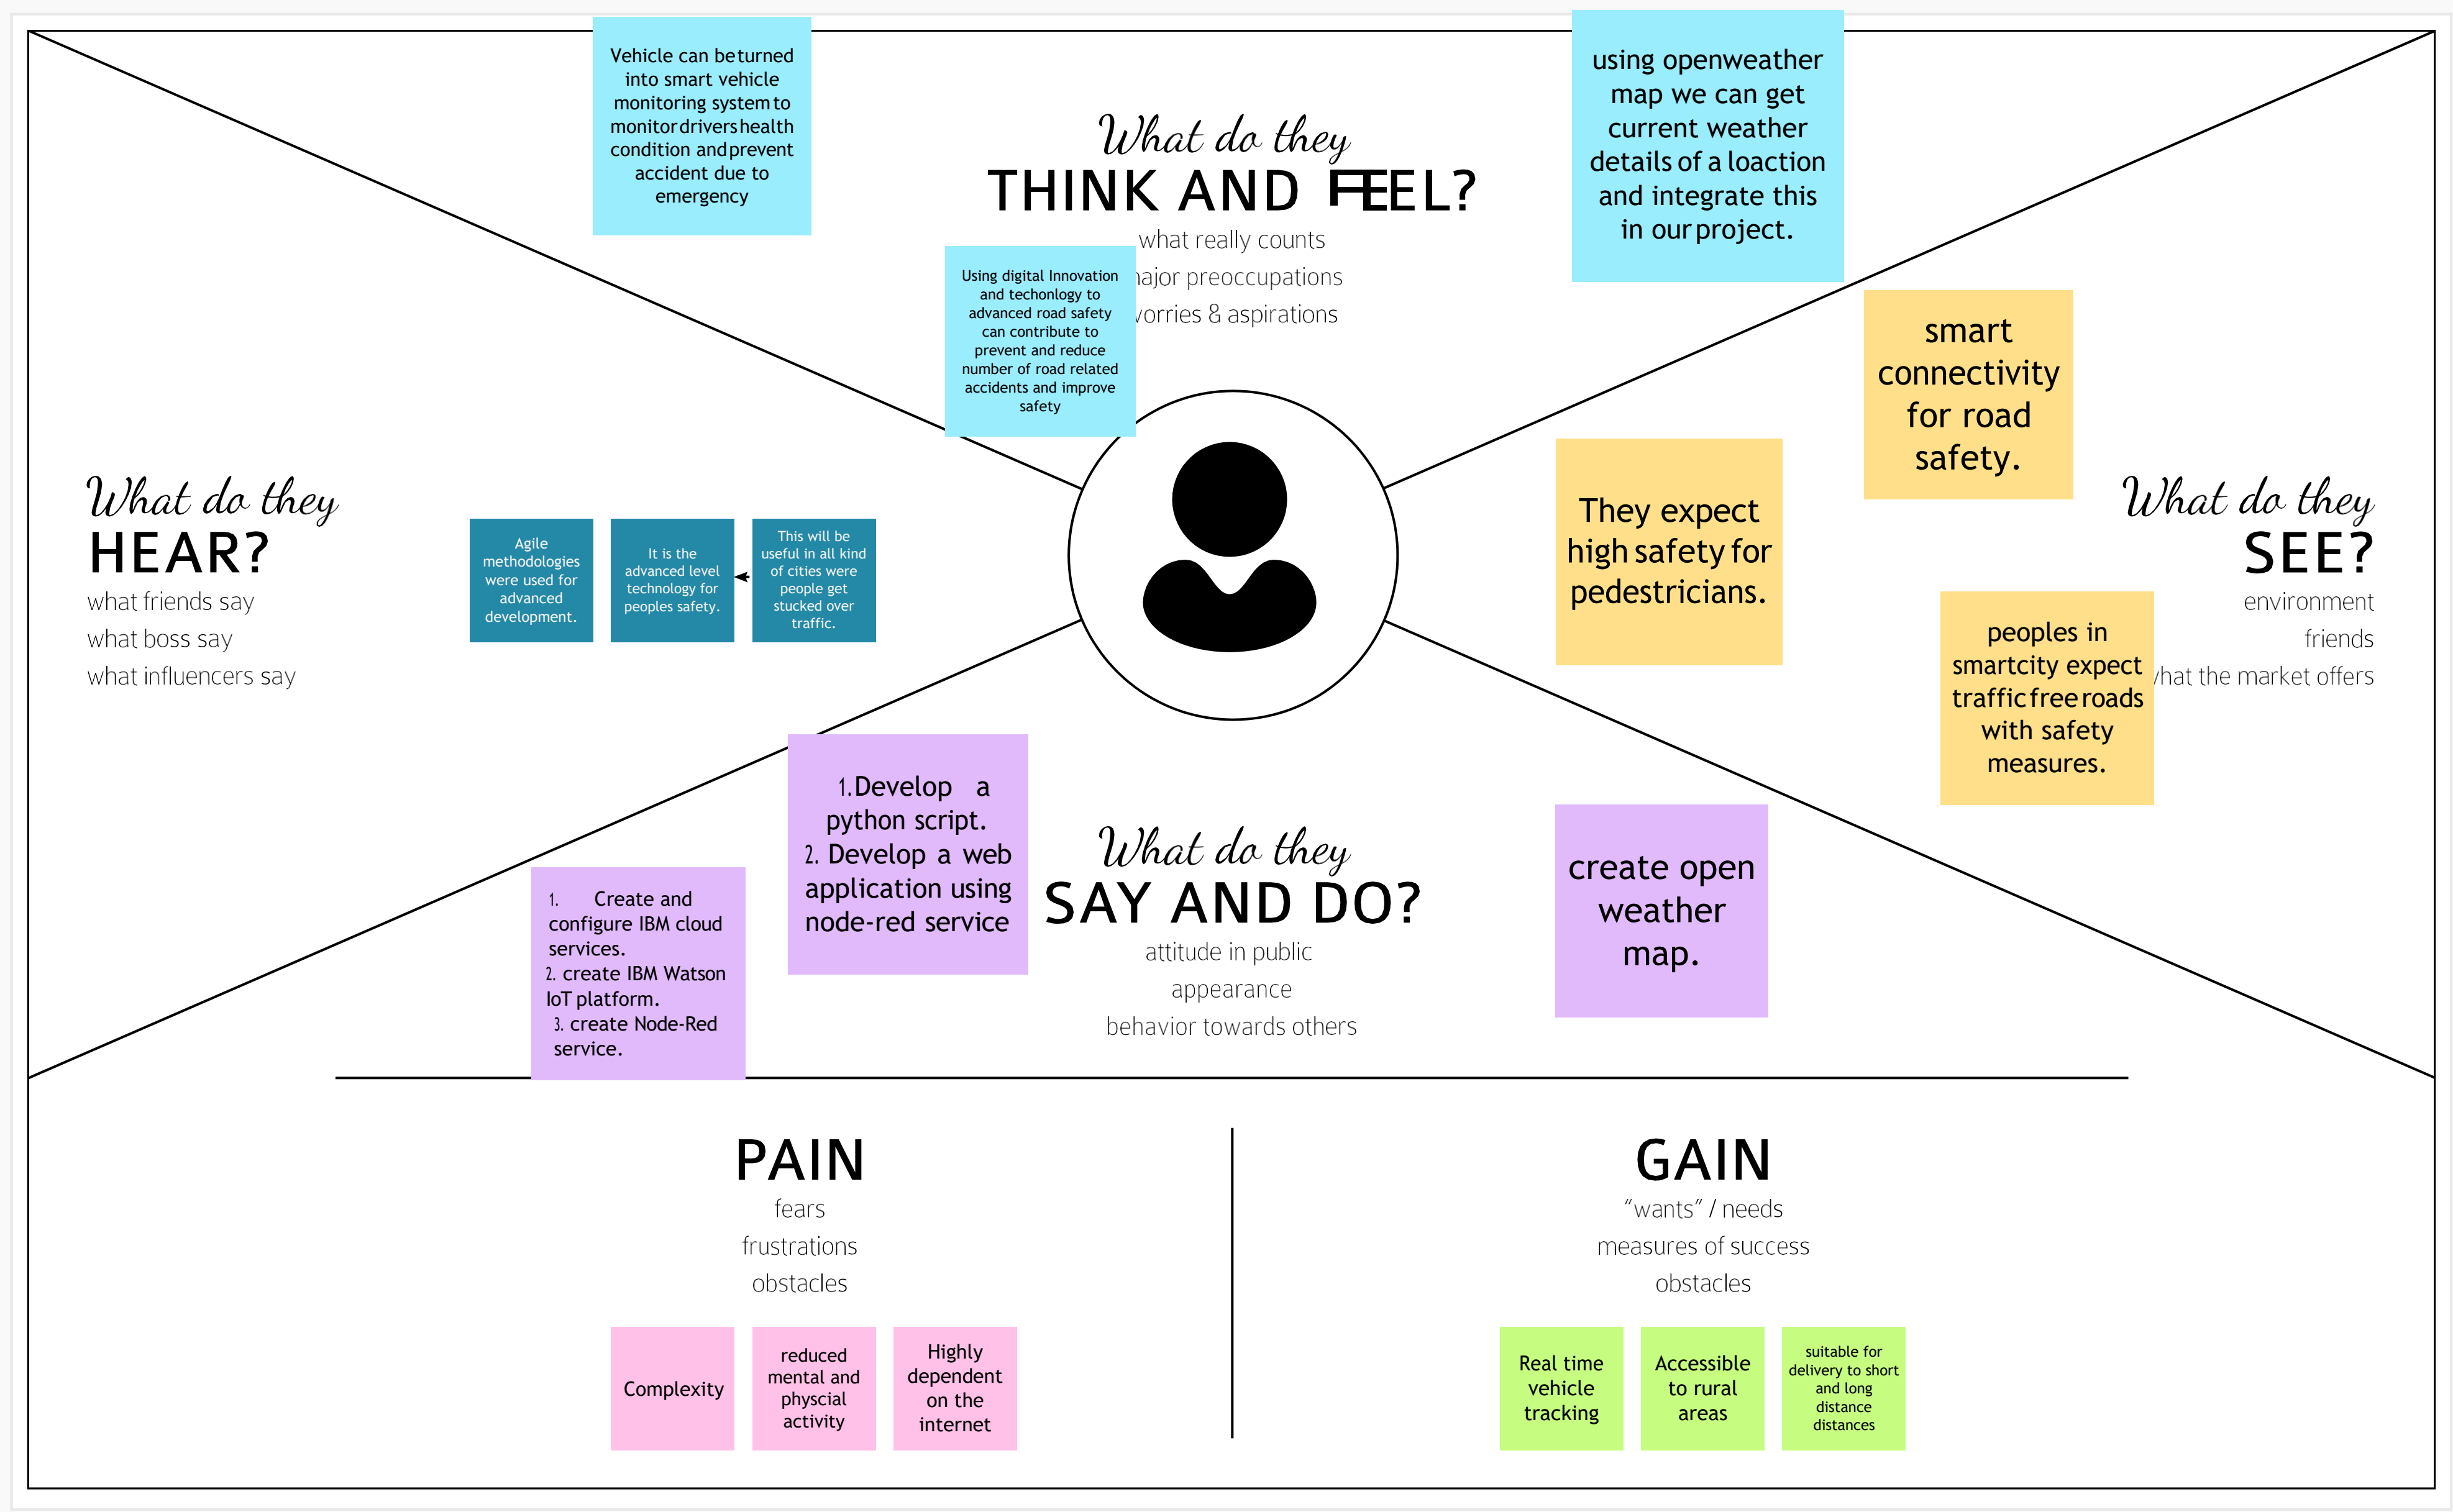 Vehicle can be turned
into smart vehicle
monitoring system to
monitor drivers health
condition and prevent
accident due to
emergency
What do they
THINK AND FEEL?
what really counts
major preoccupations
worries & aspirations
Using digital Innovation
and techonlogy to
advanced road safety
can contribute to
prevent and reduce
number of road related
accidents and improve
safety
using openweather
map we can get
current weather
details of a loaction
and integrate this
in our project.
What do they
HEAR?
what friends say
what boss say
what influencers say
Agile
methodologies
were used for
advanced
development.
It is the
advanced level
technology for
peoples safety.
This will be
useful in all kind
of cities were
people get
stucked over
traffic.
smart
connectivity
for road
safety.
They expect
high safety for
pedestricians.
What do they
SEE?
environment
friends
what the market offers
peoples in
smartcity expect
traffic free roads
with safety
measures.
1.Develop a
python script.
2. Develop a web
application using
node-red service
1. Create and
configure IBM cloud
services.
2. create IBM Watson
IoT platform.
3. create Node-Red
service.
What do they
SAY AND DO?
attitude in public
appearance
behavior towards others
create open
weather
map.
PAIN
fears
frustrations
obstacles
Complexity
reduced
mental and
physcial
activity
Highly
dependent
on the
internet
GAIN
“wants” / needs
measures of success
obstacles
Real time
vehicle
tracking
Accessible
to rural
areas
suitable for
delivery to short
and long
distance
distances